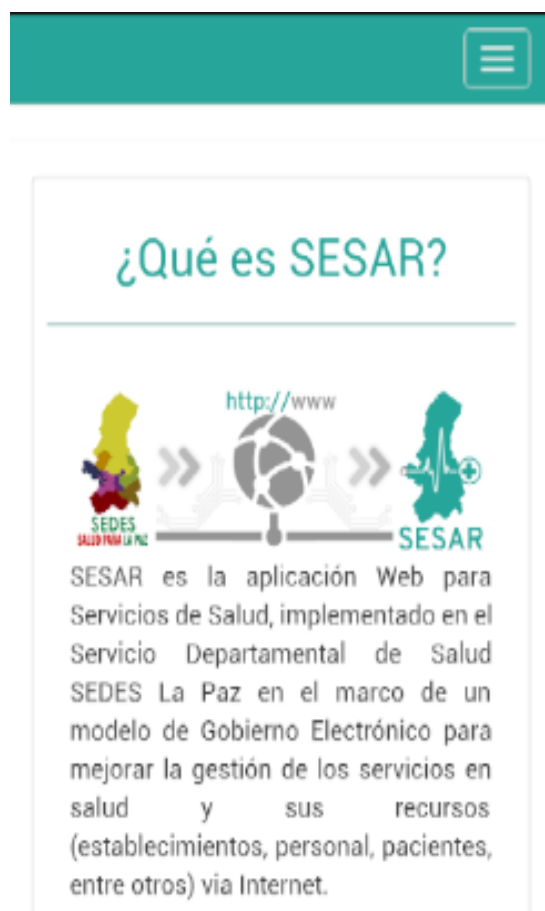 ¿Qué es SESAR?
http://www
SEDES
SALUD PARA LA PAZ
SESAR
SESAR es la aplicación Web para
Servicios de Salud, implementado en el
Servicio Departamental de Salud
SEDES La Paz en el marco de un
modelo de Gobierno Electrónico para
mejorar la gestión de los servicios en
salud y sus recursos
(establecimientos, personal, pacientes,
entre otros) via Internet.